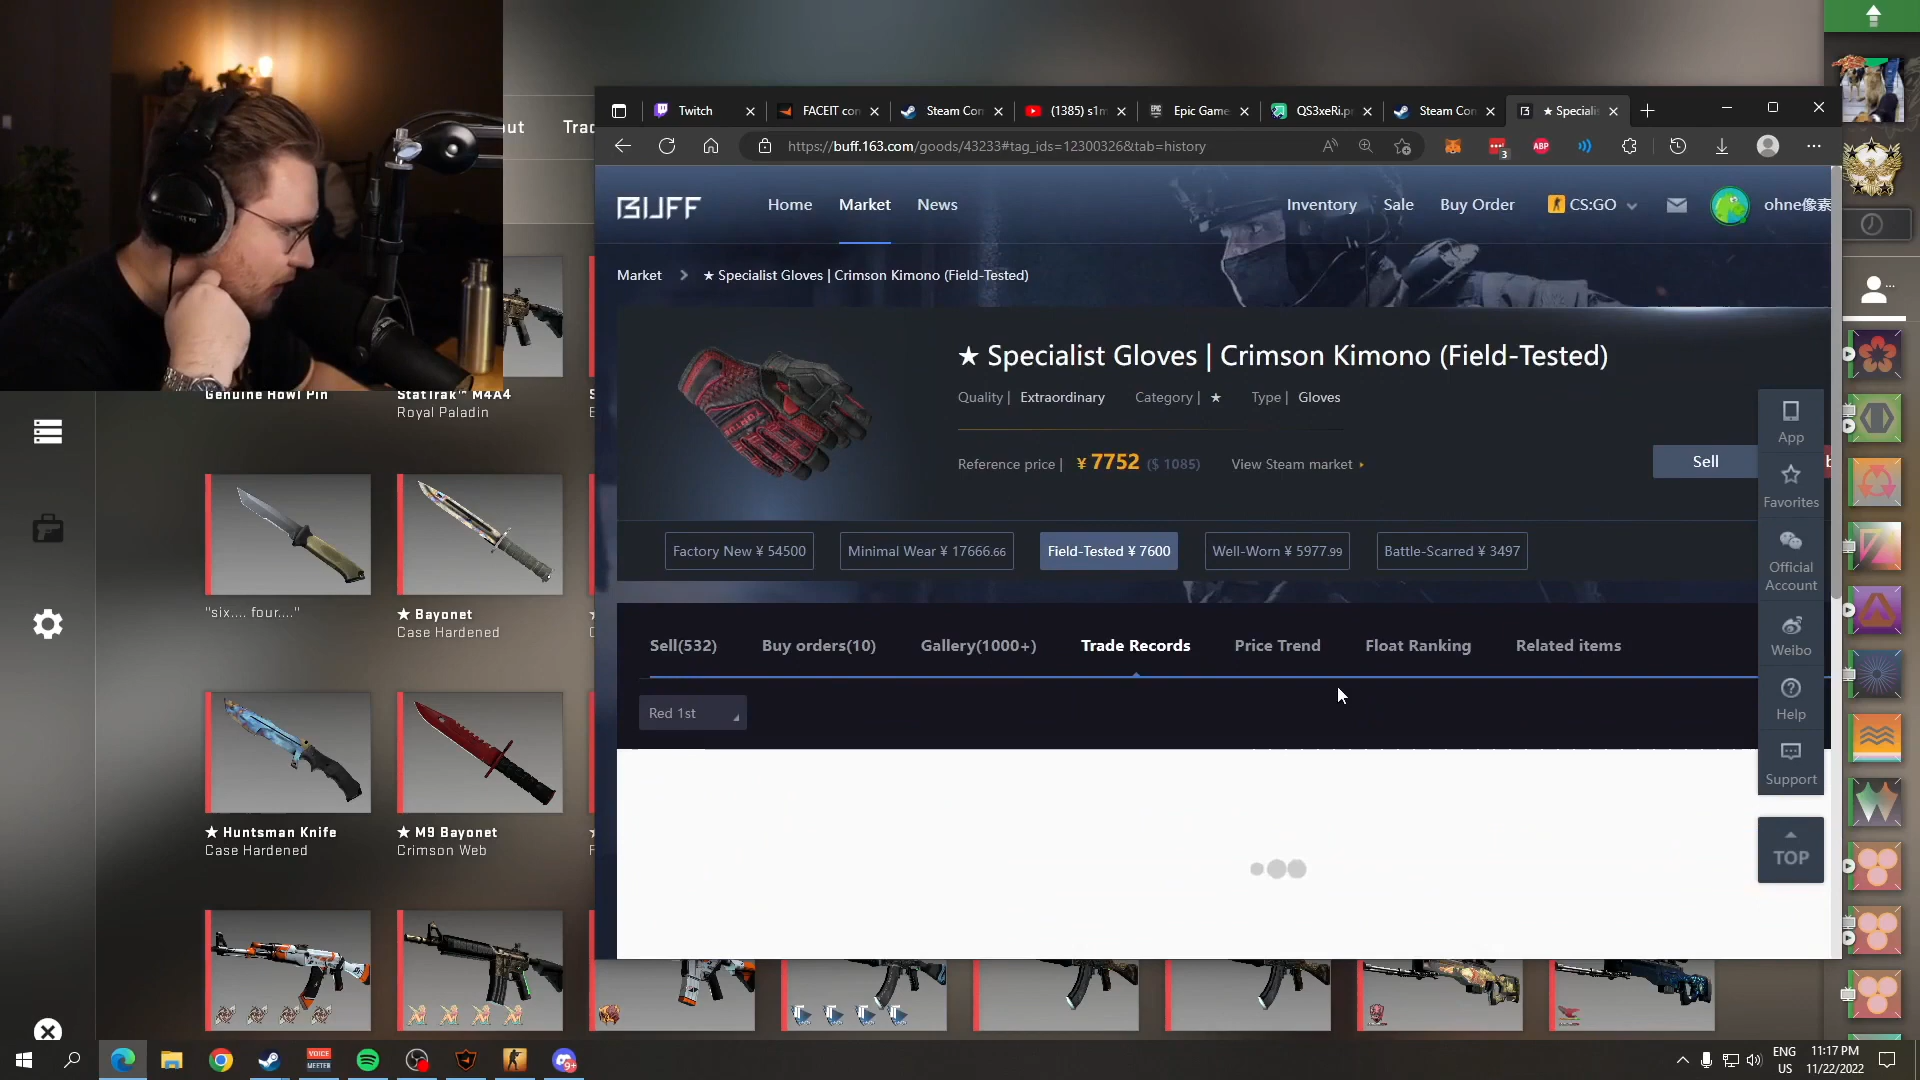 Twitch
FACEIT con
Steam Con
(1385) s1m
Epic Game
QS3xeRi.p
Steam Con
★ Speciali
https://buff.163.com/goods/43233#tag_ids=12300326&tab=history
3
ABP
BUFF
Home
Market
News
Inventory
Sale
Buy Order
CS:GO
ohne像素
Market
★ Specialist Gloves | Crimson Kimono (Field-Tested)
★ Specialist Gloves | Crimson Kimono (Field-Tested)
Quality | Extraordinary
Category | ★
Type | Gloves
Reference price | ¥ 7752 ($ 1085)
View Steam market
Sell
Factory New ¥ 54500
Minimal Wear ¥ 17666.66
Field-Tested ¥ 7600
Well-Worn ¥ 5977.99
Battle-Scarred ¥ 3497
Sell(532)
Buy orders(10)
Gallery(1000+)
Trade Records
Price Trend
Float Ranking
Related items
Red 1st
App
Favorites
Official
Account
Weibo
Help
Support
TOP
Genuine Howl Pin
StatTrak™ M4A4
Royal Paladin
"six.... four...."
★ Bayonet
Case Hardened
★ Huntsman Knife
Case Hardened
★ M9 Bayonet
Crimson Web
VOICE
MEETER
9+
ENG
US
11:17 PM
11/22/2022